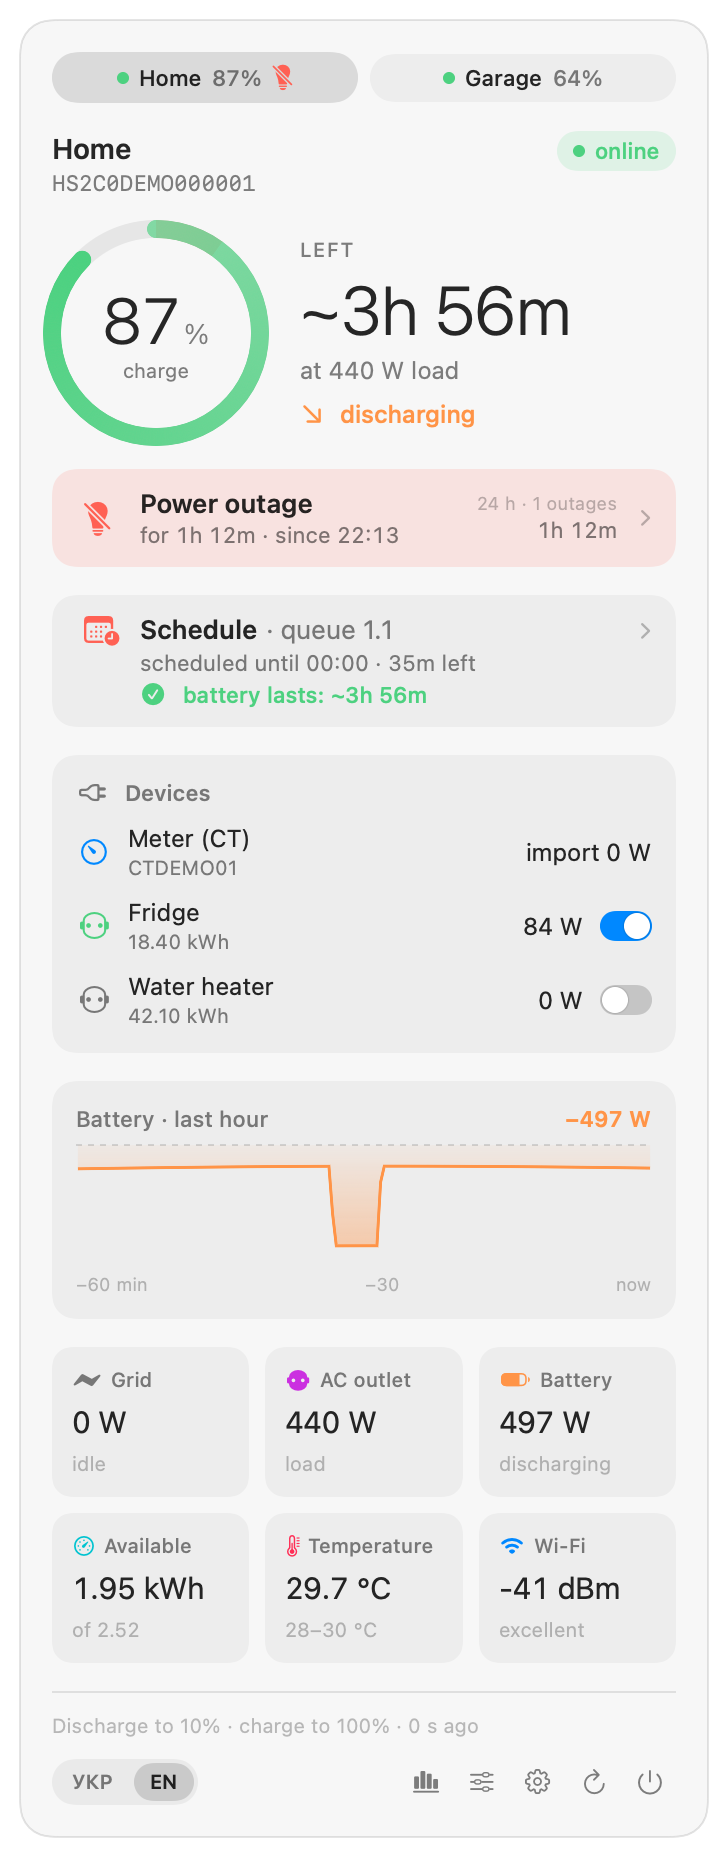 Home 87%
Garage 64%
Home
online
HS2C0DEMO000001
87 %
charge
LEFT
~3h 56m
at 440 W load
discharging
Power outage
for 1h 12m · since 22:13
24 h · 1 outages
1h 12m
Schedule · queue 1.1
scheduled until 00:00 · 35m left
battery lasts: ~3h 56m
Devices
Meter (CT)
CTDEMO01
import 0 W
Fridge
18.40 kWh
84 W
Water heater
42.10 kWh
0 W
Battery · last hour
−497 W
−60 min
−30
now
Grid
0 W
idle
AC outlet
440 W
load
Battery
497 W
discharging
Available
1.95 kWh
of 2.52
Temperature
29.7 °C
28–30 °C
Wi-Fi
-41 dBm
excellent
Discharge to 10% · charge to 100% · 0 s ago
УКР
EN